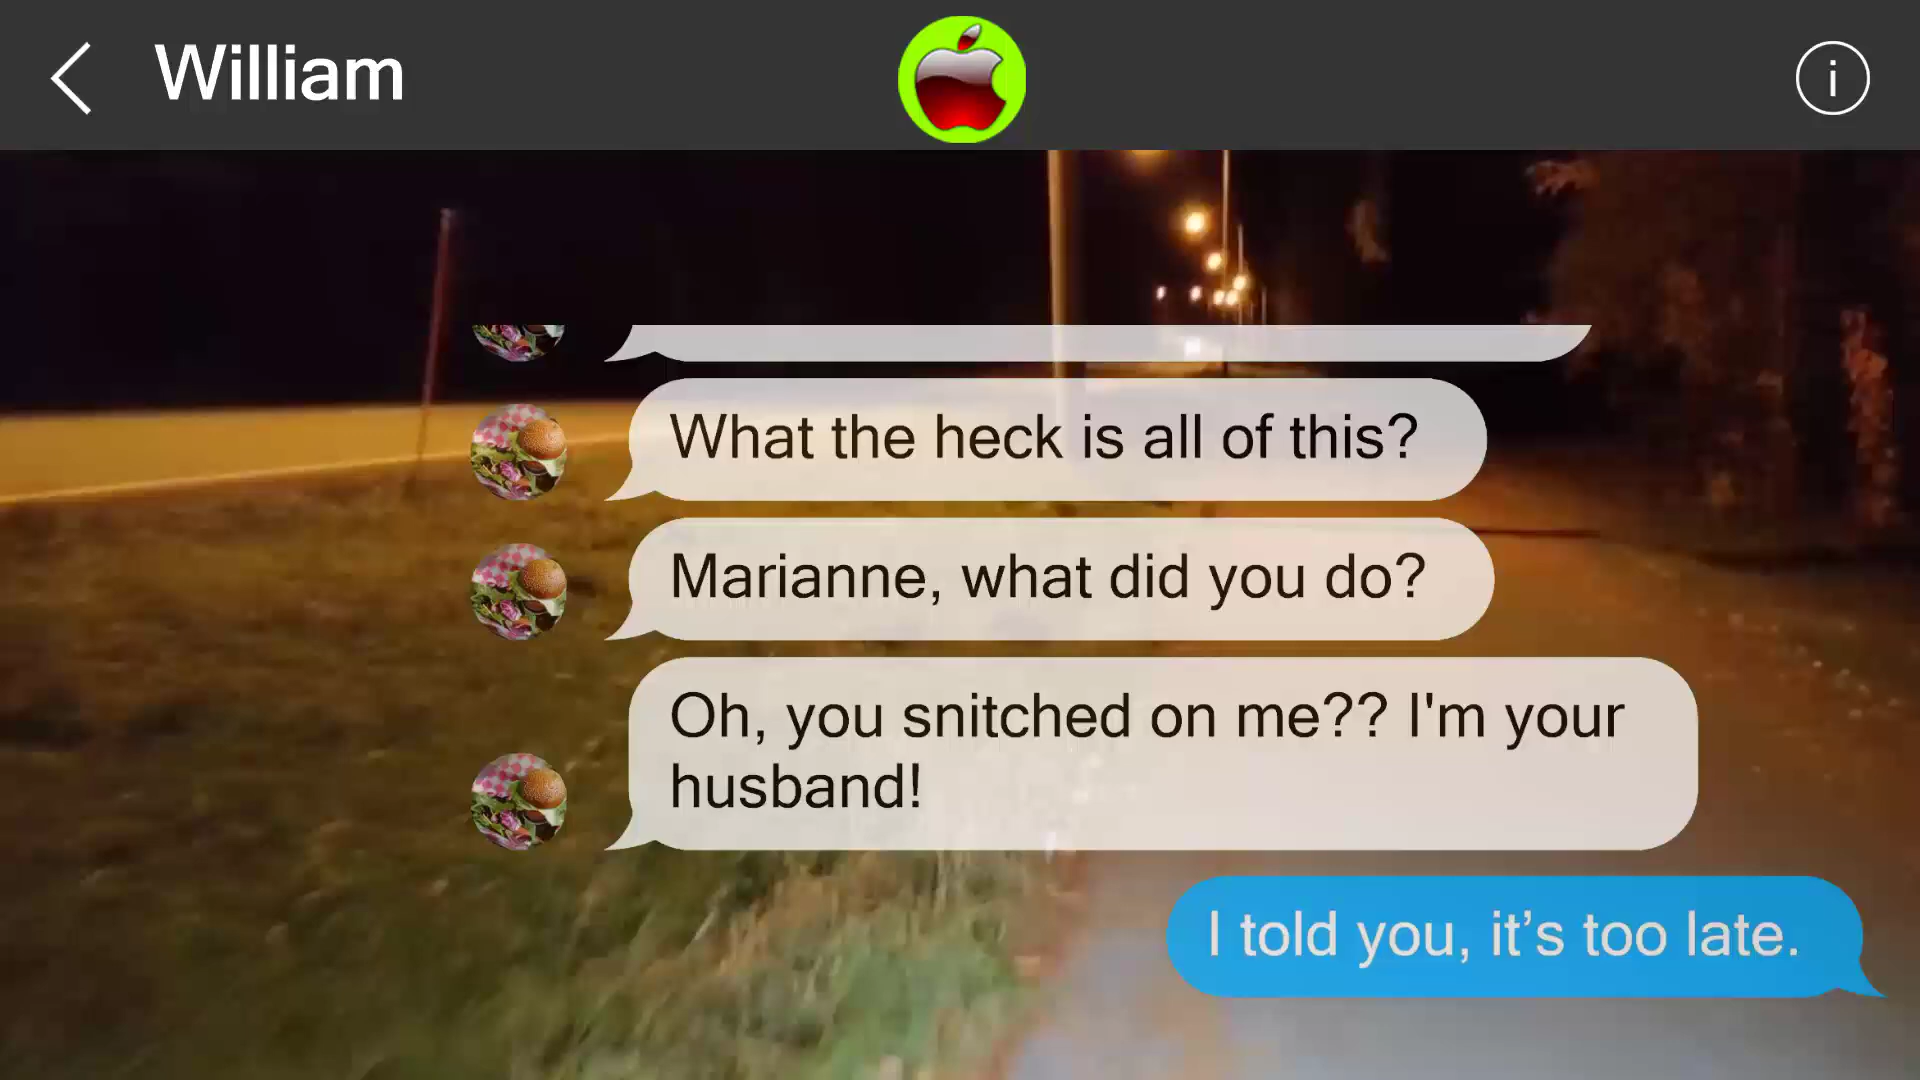 William
i
What the heck is all of this?
Marianne, what did you do?
Oh, you snitched on me?? I'm your
husband!
I told you, it’s too late.